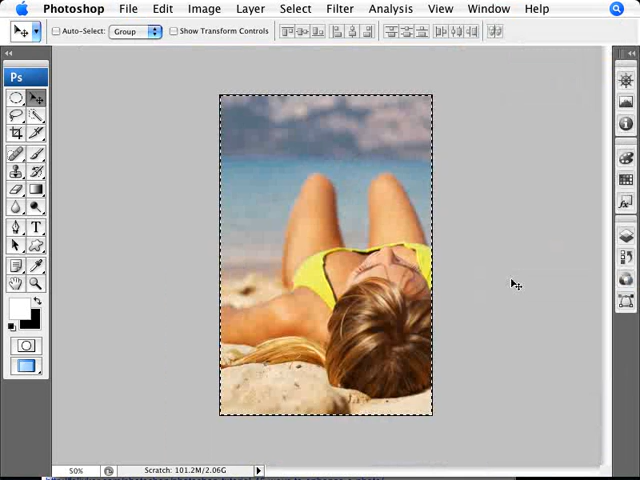 Photoshop File Edit Image Layer Select Filter Analysis View Window Help
Auto-Select: Group Show Transform Controls
Ps
T
50% Scratch: 101.2M/2.06G